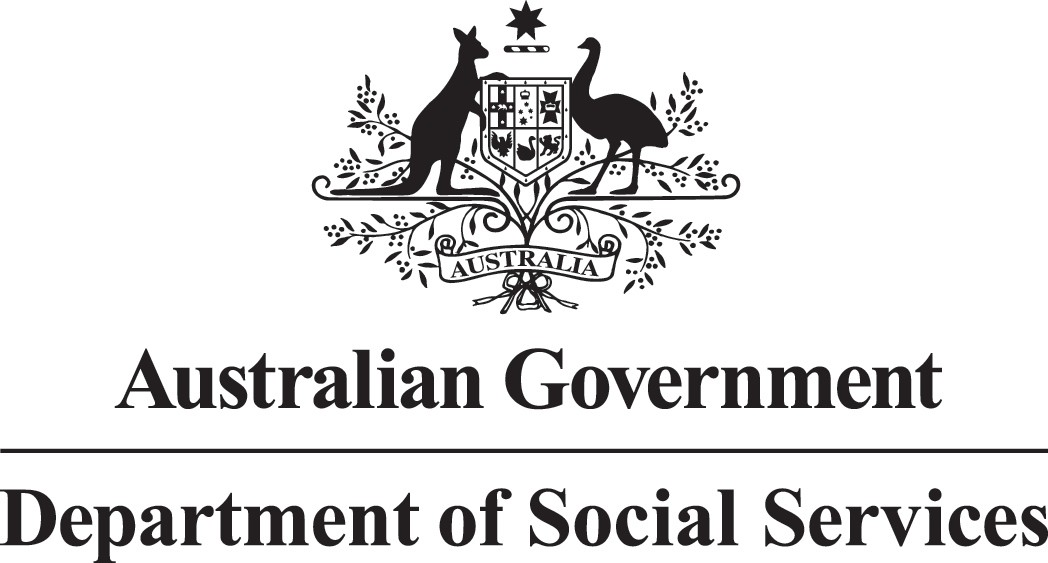 AUSTRALIA
Australian Government
Department of Social Services